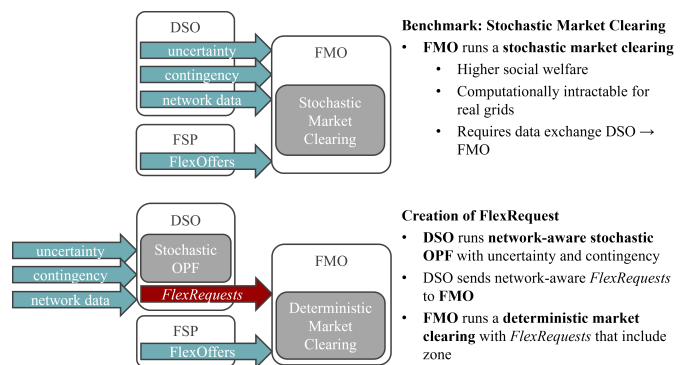 DSO
uncertainty
contingency
network data
FSP
FlexOffers
FMO
Stochastic
Market
Clearing
Benchmark: Stochastic Market Clearing
• FMO runs a stochastic market clearing
• Higher social welfare
• Computationally intractable for
real grids
• Requires data exchange DSO →
FMO
uncertainty
contingency
network data
DSO
Stochastic
OPF
FlexRequests
FSP
FlexOffers
FMO
Deterministic
Market
Clearing
Creation of FlexRequest
• DSO runs network-aware stochastic
OPF with uncertainty and contingency
• DSO sends network-aware FlexRequests
to FMO
• FMO runs a deterministic market
clearing with FlexRequests that include
zone